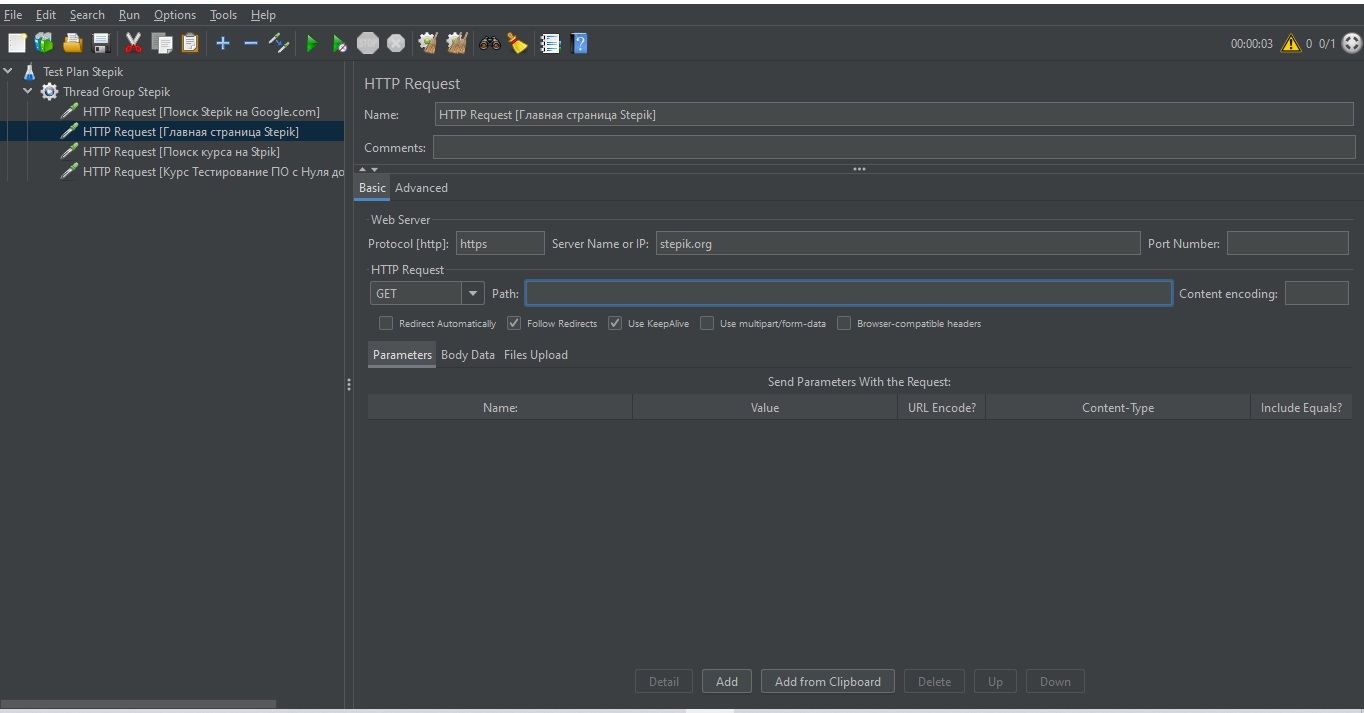 File Edit Search Run Options Tools Help
00:00:03 0 0/1
Test Plan Stepik
Thread Group Stepik
HTTP Request [Поиск Stepik на Google.com]
HTTP Request [Главная страница Stepik]
HTTP Request [Поиск курса на Stpik]
HTTP Request [Курс Тестирование ПО с Нуля до
HTTP Request
Name: HTTP Request [Главная страница Stepik]
Comments:
Basic Advanced
Web Server
Protocol [http]: https Server Name or IP: stepik.org Port Number:
HTTP Request
GET Path: Content encoding:
Redirect Automatically Follow Redirects Use KeepAlive Use multipart/form-data Browser-compatible headers
Parameters Body Data Files Upload
Send Parameters With the Request:
Name: Value URL Encode? Content-Type Include Equals?
Detail Add Add from Clipboard Delete Up Down